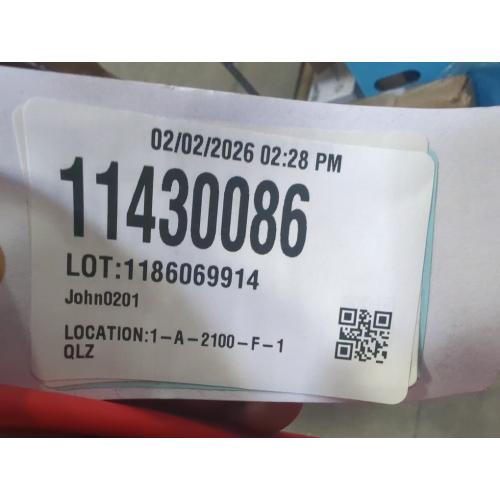 02/02/2026 02:28 PM
11430086
LOT:1186069914
John0201
LOCATION:1-A-2100-F-1
QLZ